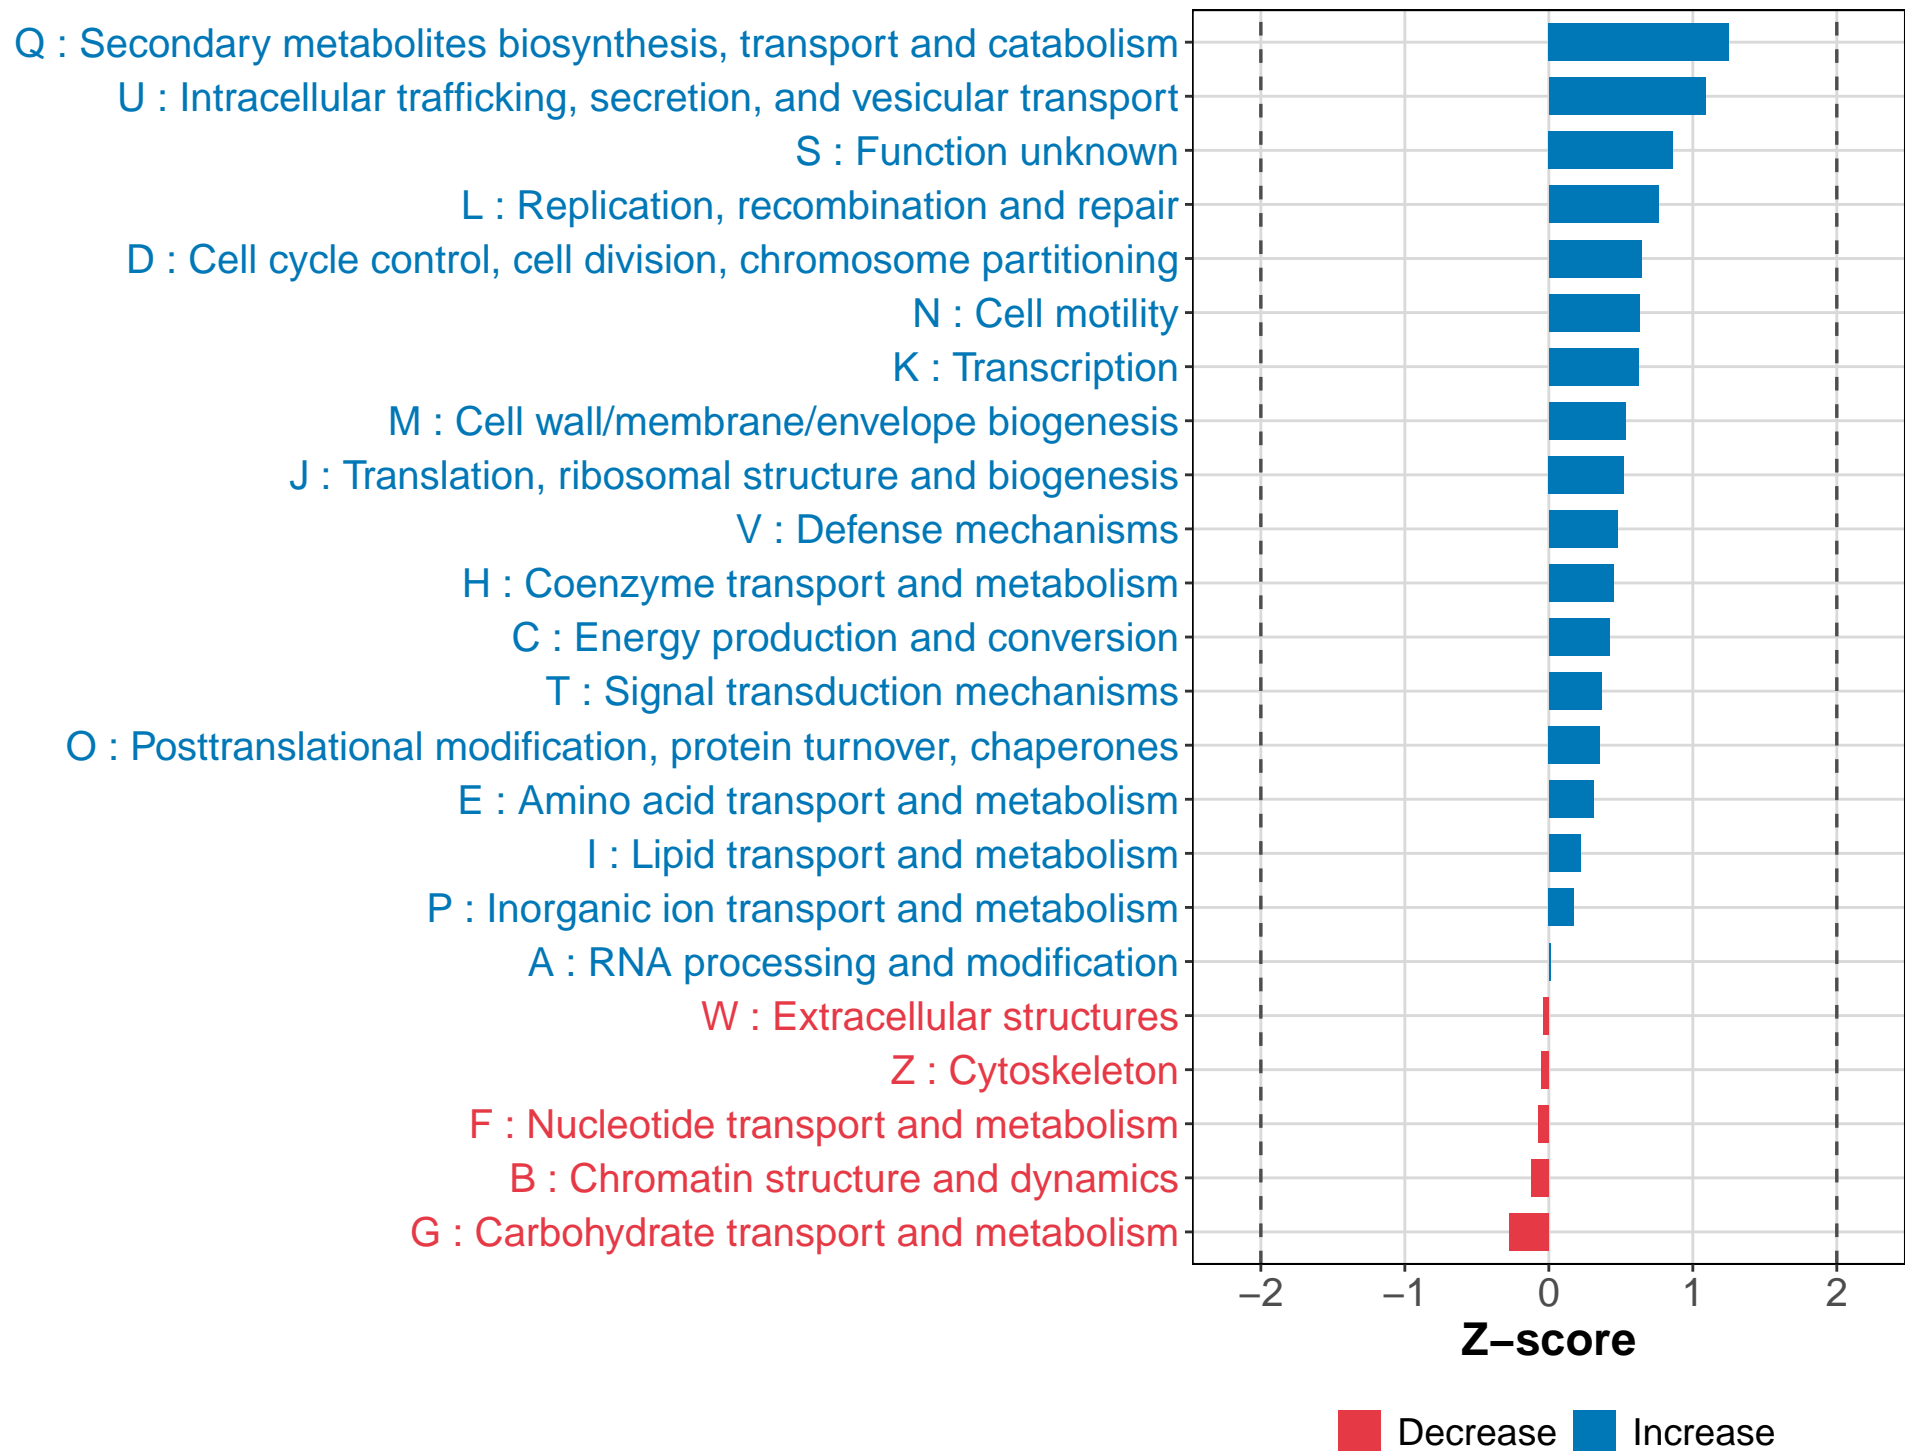 Q : Secondary metabolites biosynthesis, transport and catabolism
U : Intracellular trafficking, secretion, and vesicular transport
S : Function unknown
L : Replication, recombination and repair
D : Cell cycle control, cell division, chromosome partitioning
N : Cell motility
K : Transcription
M : Cell wall/membrane/envelope biogenesis
J : Translation, ribosomal structure and biogenesis
V : Defense mechanisms
H : Coenzyme transport and metabolism
C : Energy production and conversion
T : Signal transduction mechanisms
O : Posttranslational modification, protein turnover, chaperones
E : Amino acid transport and metabolism
I : Lipid transport and metabolism
P : Inorganic ion transport and metabolism
A : RNA processing and modification
W : Extracellular structures
Z : Cytoskeleton
F : Nucleotide transport and metabolism
B : Chromatin structure and dynamics
G : Carbohydrate transport and metabolism
−2 −1 0 1 2
Z−score
Decrease Increase